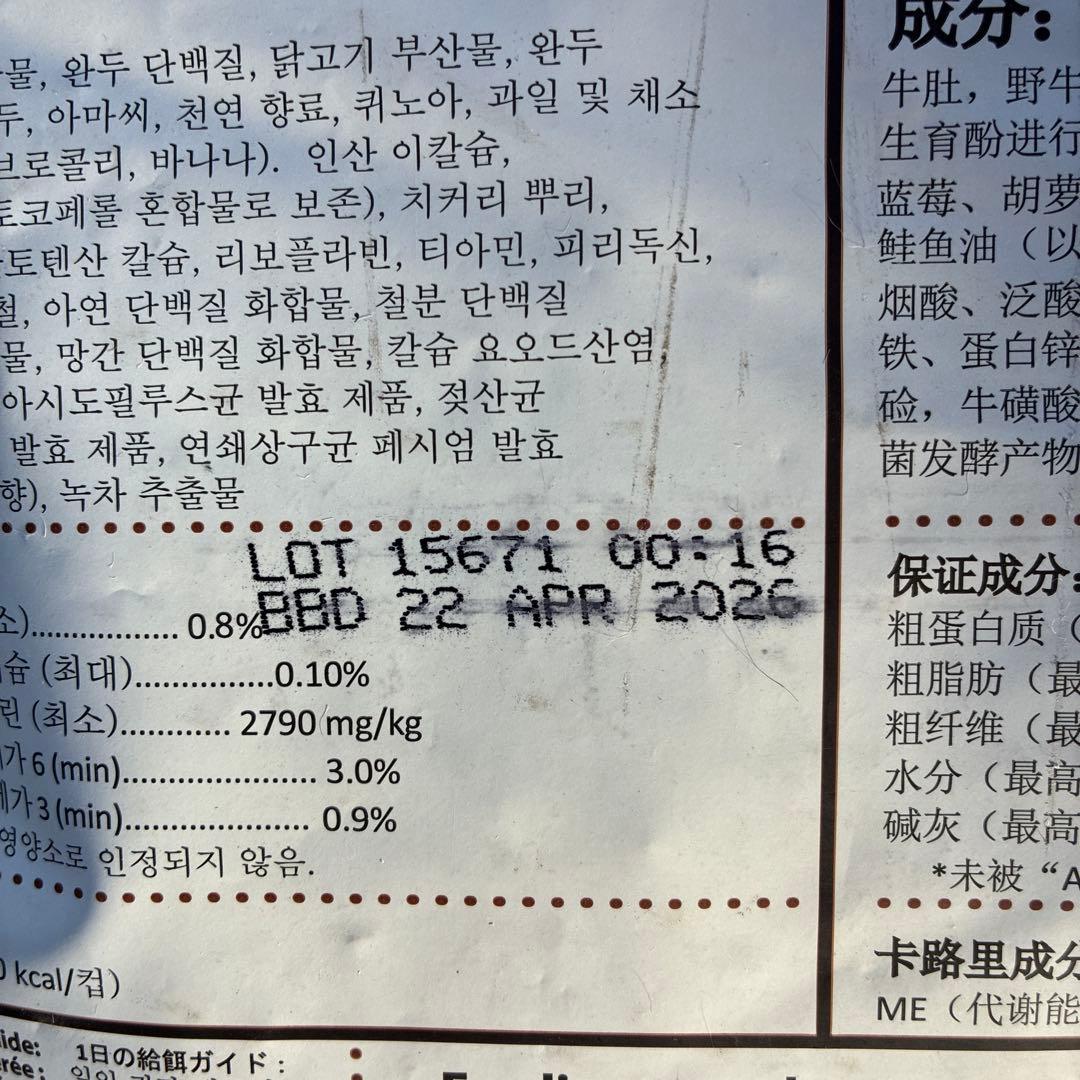 물, 완두 단백질, 닭고기 부산물, 완두
두, 아마씨, 천연 향료, 퀴노아, 과일 및 채소
브로콜리, 바나나). 인산 이칼슘,
토코페롤 혼합물로 보존), 치커리 뿌리,
토텐산 칼슘, 리보플라빈, 티아민, 피리독신,
철, 아연 단백질 화합물, 철분 단백질
물, 망간 단백질 화합물, 칼슘 요오드산염,
아시도필루스균 발효 제품, 젖산균
발효 제품, 연쇄상구균 페시엄 발효
향), 녹차 추출물
LOT 15671 00:16
BBD 22 APR 2026
소)................ 0.8%
슘 (최대)...............0.10%
린 (최소)............ 2790 mg/kg
가 6 (min)..................... 3.0%
메가 3 (min).................... 0.9%
영양소로 인정되지 않음.
0 kcal/컵)
ide: 1日の給餌ガイド :
rée:
成分:
牛肚，野牛
生育酚进行
蓝莓、胡萝
鲑鱼油（以
烟酸、泛酸
铁、蛋白锌
硷，牛磺酸
菌发酵产物
保证成分:
粗蛋白质（
粗脂肪（最
粗纤维（最
水分（最高
碱灰（最高
*未被“A
卡路里成分
ME（代谢能